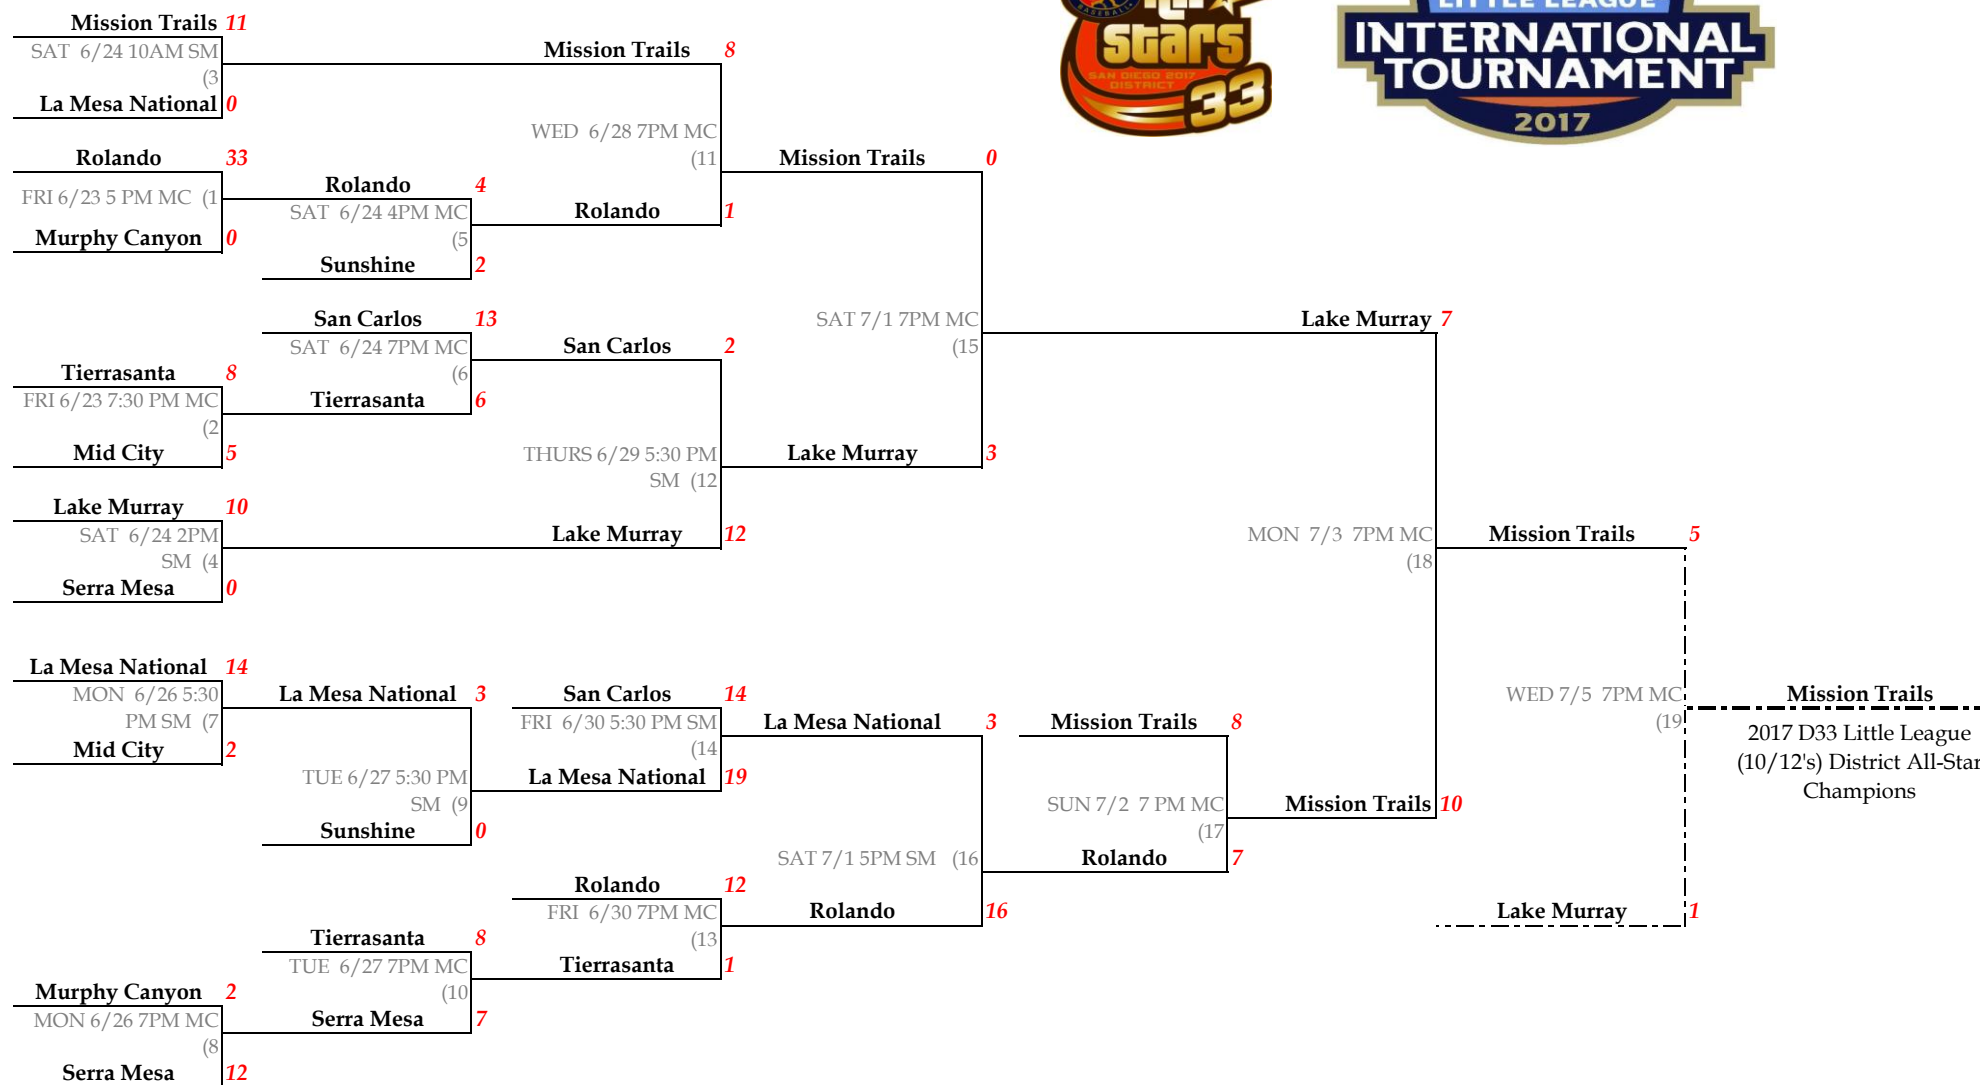 BASEBALL
Stars
SAN DIEGO 2017
DISTRICT
33
LITTLE LEAGUE
INTERNATIONAL
TOURNAMENT
2017
Mission Trails 11
SAT 6/24 10AM SM
(3
La Mesa National 0
Rolando 33
FRI 6/23 5 PM MC (1
Murphy Canyon 0
Rolando 4
SAT 6/24 4PM MC
(5
Sunshine 2
San Carlos 13
SAT 6/24 7PM MC
(6
Tierrasanta 6
Tierrasanta 8
FRI 6/23 7:30 PM MC
(2
Mid City 5
Lake Murray 10
SAT 6/24 2PM
SM (4
Serra Mesa 0
Mission Trails 8
WED 6/28 7PM MC
(11
Rolando 1
San Carlos 2
THURS 6/29 5:30 PM
SM (12
Lake Murray 12
Mission Trails 0
SAT 7/1 7PM MC
(15
Lake Murray 3
Lake Murray 7
MON 7/3 7PM MC
(18
Mission Trails 10
La Mesa National 14
MON 6/26 5:30
PM SM (7
Mid City 2
La Mesa National 3
TUE 6/27 5:30 PM
SM (9
Sunshine 0
San Carlos 14
FRI 6/30 5:30 PM SM
(14
La Mesa National 19
Rolando 12
FRI 6/30 7PM MC
(13
Tierrasanta 1
Tierrasanta 8
TUE 6/27 7PM MC
(10
Serra Mesa 7
Murphy Canyon 2
MON 6/26 7PM MC
(8
Serra Mesa 12
La Mesa National 3
SAT 7/1 5PM SM (16
Rolando 16
Mission Trails 8
SUN 7/2 7 PM MC
(17
Rolando 7
Mission Trails 5
WED 7/5 7PM MC
(19
Lake Murray 1
Mission Trails
2017 D33 Little League
(10/12's) District All-Star
Champions